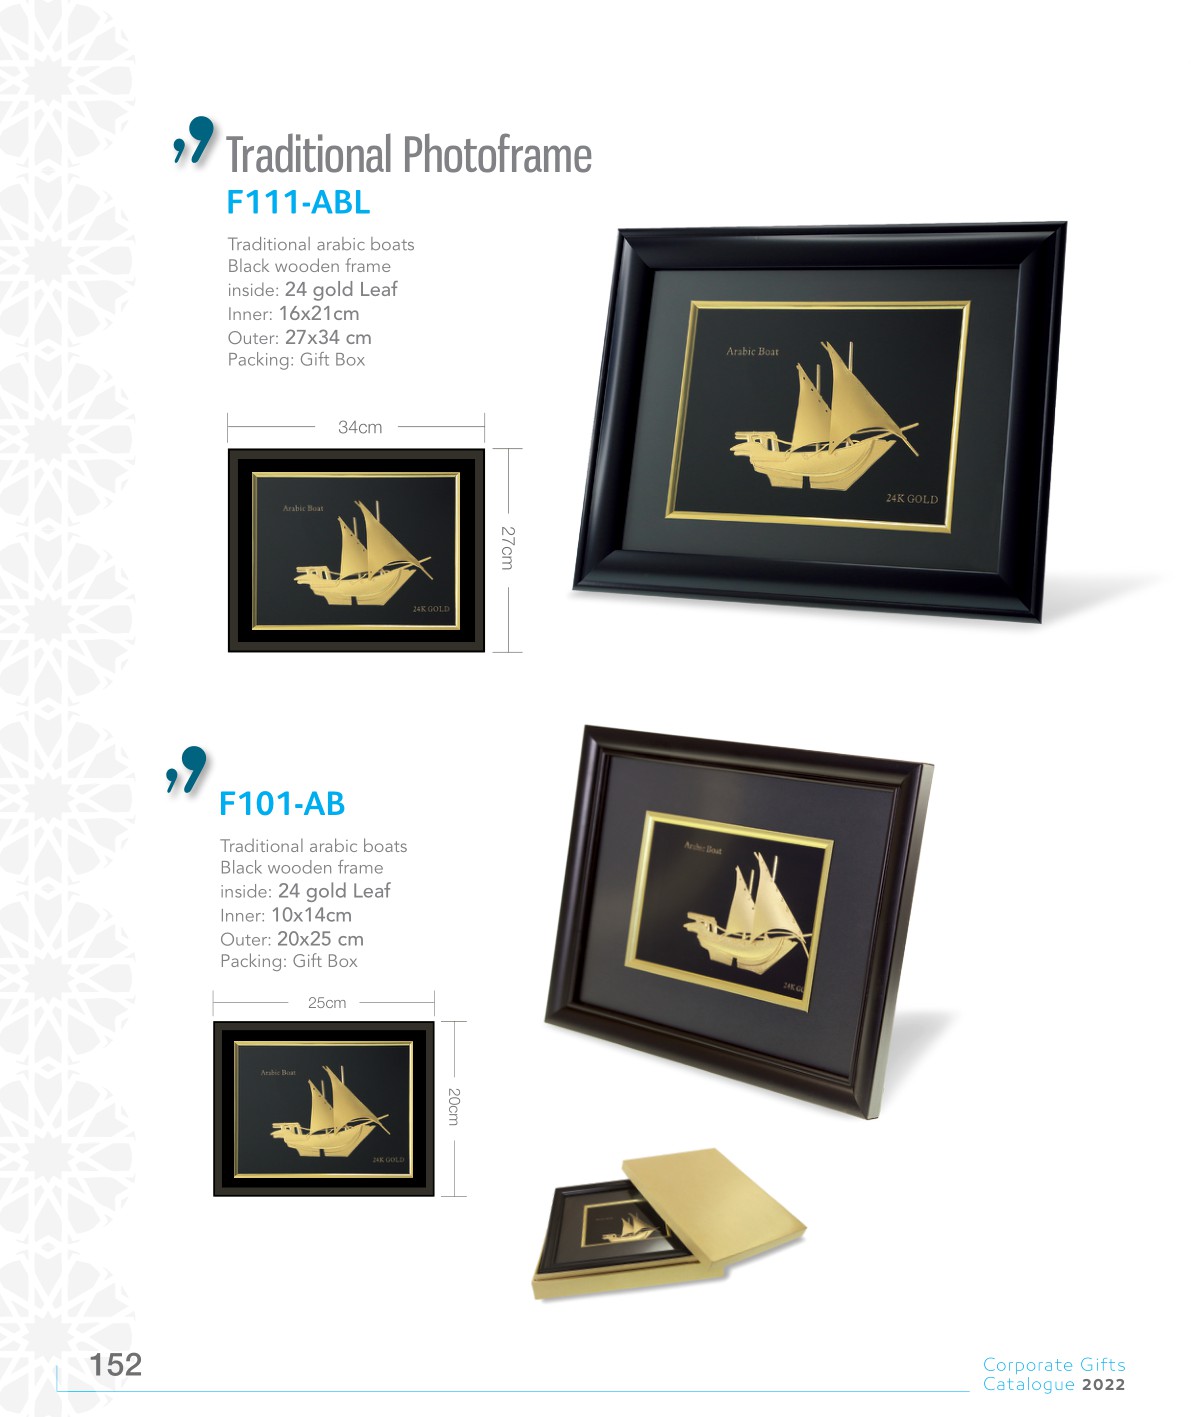 Traditional Photoframe
F111-ABL
Traditional arabic boats
Black wooden frame
inside: 24 gold Leaf
Inner: 16x21cm
Outer: 27x34 cm
Packing: Gift Box
Arabic Boat
24K GOLD
34cm
Arabic Boat
24K GOLD
27cm
F101-AB
Traditional arabic boats
Black wooden frame
inside: 24 gold Leaf
Inner: 10x14cm
Outer: 20x25 cm
Packing: Gift Box
Arabic Boat
24K G
25cm
Arabic Boat
24K GOLD
20cm
152
Corporate Gifts
Catalogue 2022